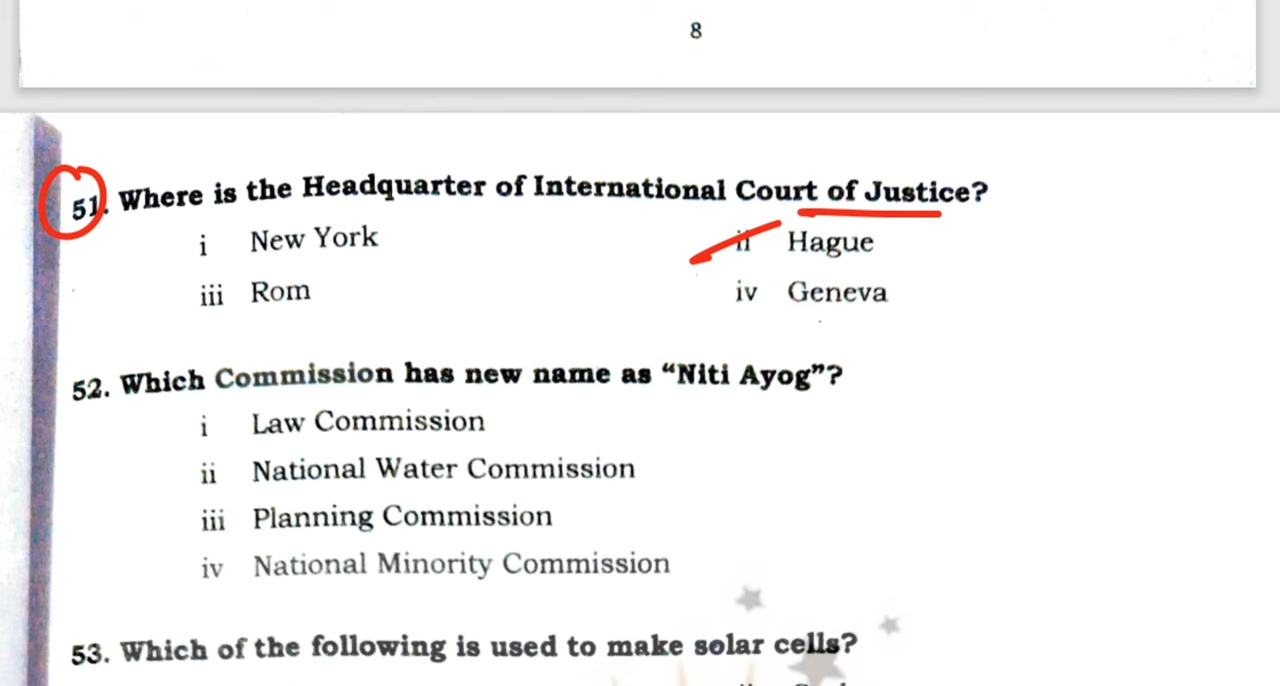 8
51. Where is the Headquarter of International Court of Justice?
i New York ii Hague
iii Rom iv Geneva
52. Which Commission has new name as “Niti Ayog”?
i Law Commission
ii National Water Commission
iii Planning Commission
iv National Minority Commission
53. Which of the following is used to make solar cells?